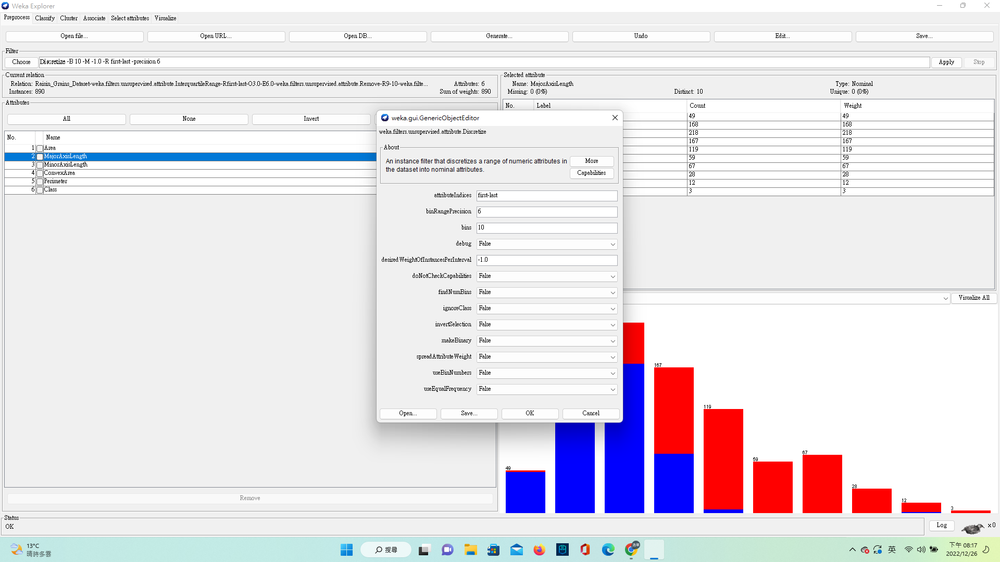 Weka Explorer
Preprocess Classify Cluster Associate Select attributes Visualize
Open file... Open URL... Open DB... Generate... Undo Edit... Save...
Filter
Choose Discretize -B 10 -M -1.0 -R first-last -precision 6 Apply Stop
Current relation
Relation: Raisin_Grains_Dataset-weka.filters.unsupervised.attribute.InterquartileRange-Rfirst-last-O3.0-E6.0-weka.filters.unsupervised.attribute.Remove-R9-10-weka.filte... Attributes: 6
Instances: 890 Sum of weights: 890
Attributes
All None Invert
No. Name
1 Area
2 MajorAxisLength
3 MinorAxisLength
4 ConvexArea
5 Perimeter
6 Class
Remove
Selected attribute
Name: MajorAxisLength Type: Nominal
Missing: 0 (0%) Distinct: 10 Unique: 0 (0%)
No. Label Count Weight
49 49
168 168
218 218
167 167
119 119
59 59
67 67
28 28
12 12
3 3
Visualize All
49
167
119
59
67
28
12
3
weka.gui.GenericObjectEditor
weka.filters.unsupervised.attribute.Discretize
About
An instance filter that discretizes a range of numeric attributes in
the dataset into nominal attributes.
More
Capabilities
attributeIndices first-last
binRangePrecision 6
bins 10
debug False
desiredWeightOfInstancesPerInterval -1.0
doNotCheckCapabilities False
findNumBins False
ignoreClass False
invertSelection False
makeBinary False
spreadAttributeWeight False
useBinNumbers False
useEqualFrequency False
Open... Save... OK Cancel
Status
OK
Log x 0
13°C
晴時多雲
搜尋
英
下午 08:17
2022/12/26